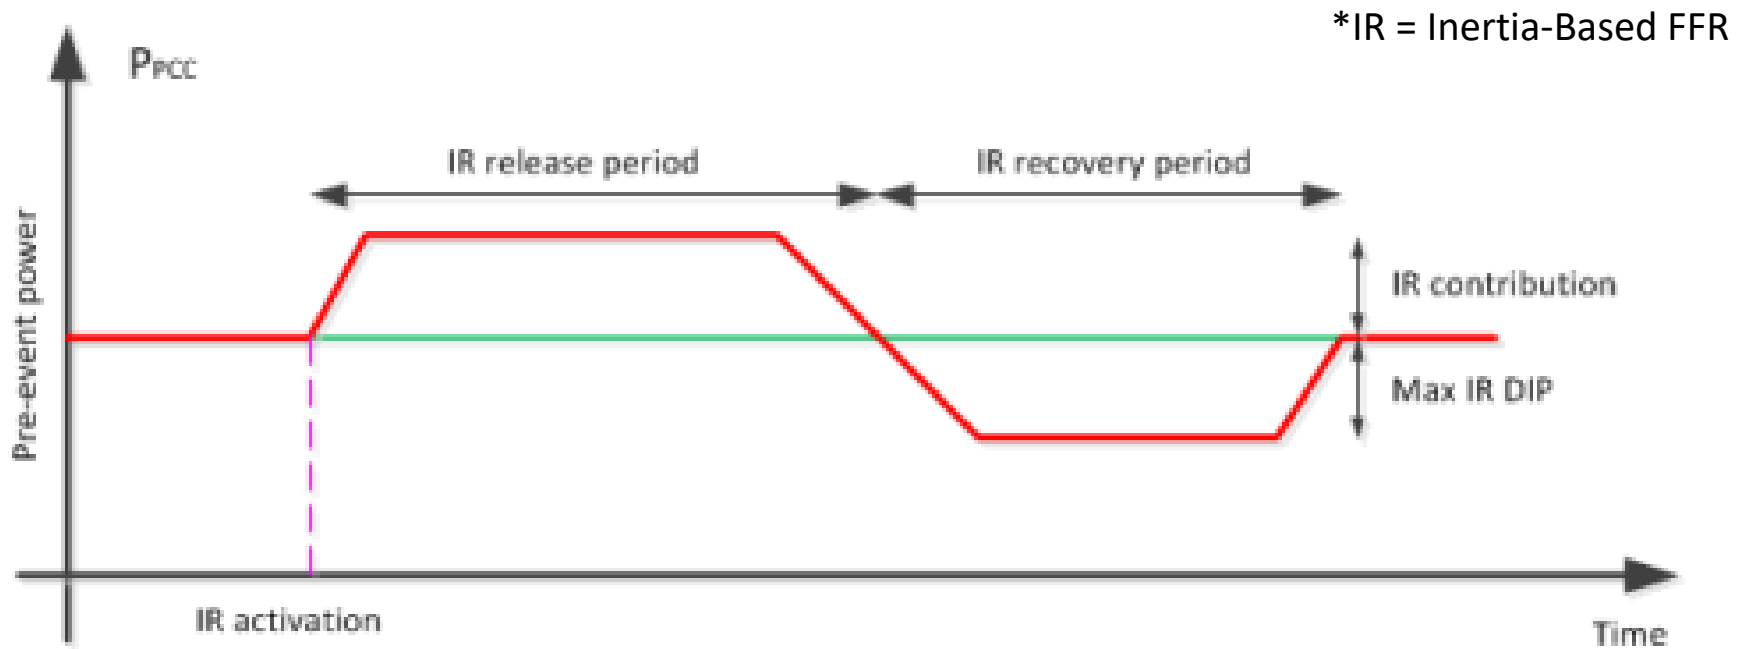 *IR = Inertia-Based FFR
PPCC
IR release period
IR recovery period
Pre-event power
IR contribution
Max IR DIP
IR activation
Time